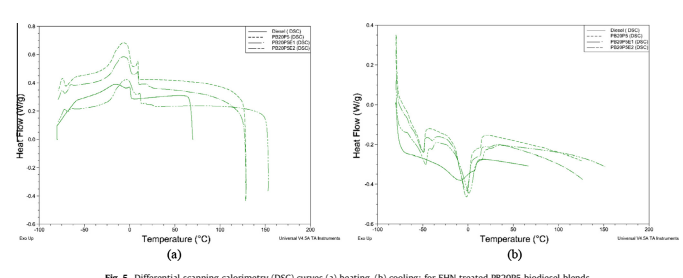 Diesel ( DSC)
PB20P5 (DSC)
PB20P5E1 (DSC)
PB20P5E2 (DSC)
0.8
0.6
0.4
0.2
0.0
-0.2
-0.4
-0.6
Heat Flow (W/g)
-100
-50
0
50
100
150
200
Exo Up
Temperature (°C)
Universal V4.5A TA Instruments
(a)
Diesel ( DSC)
PB20P5 (DSC)
PB20P5E1 (DSC)
PB20P5E2 (DSC)
0.4
0.2
0.0
-0.2
-0.4
-0.6
Heat Flow (W/g)
-100
-50
0
50
100
150
200
Exo Up
Temperature (°C)
Universal V4.5A TA Instruments
(b)
Fig. 5. Differential scanning calorimetry (DSC) curves (a) heating, (b) cooling; for EHN treated PB20P5 biodiesel blends.